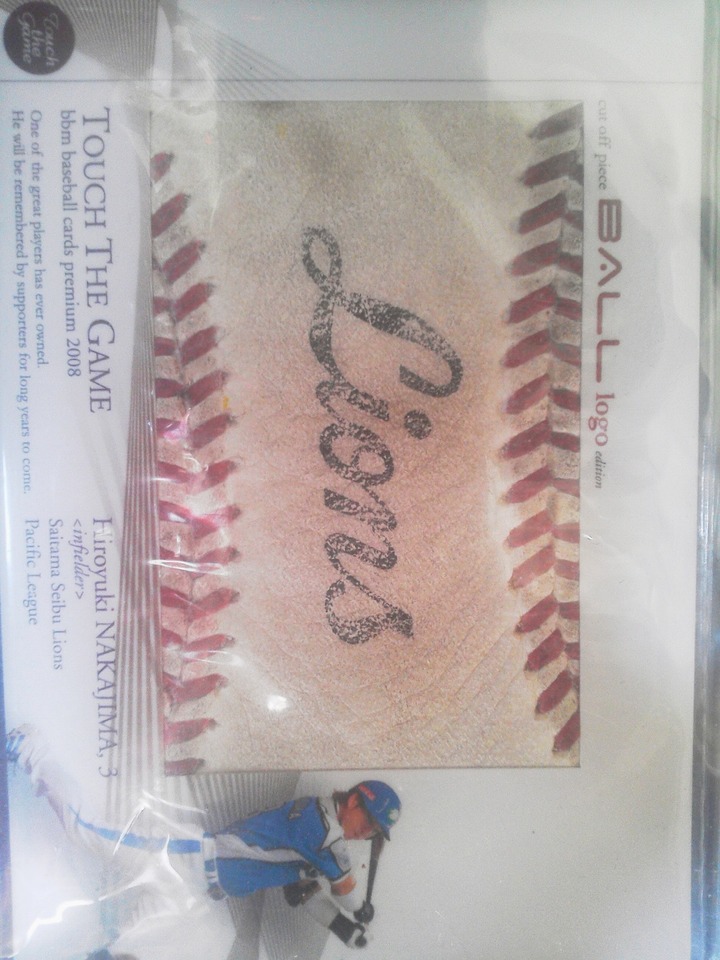 cut off piece BALL logo edition
Lions
Touch
the
Game
TOUCH THE GAME
bbm baseball cards premium 2008
One of the great players has ever owned.
He will be remembered by supporters for long years to come.
Hiroyuki NAKAJIMA, 3
<infielder>
Saitama Seibu Lions
Pacific League